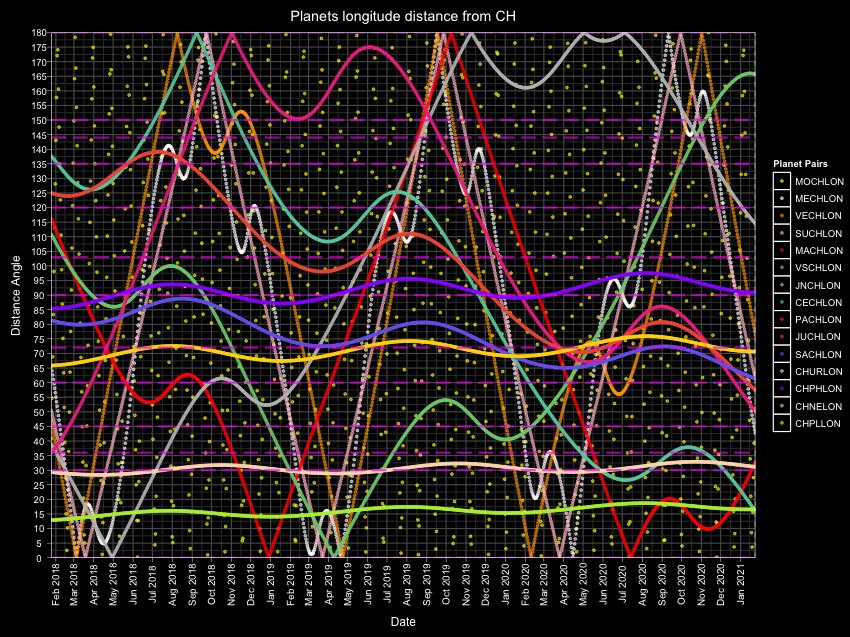 Planets longitude distance from CH
180
175
170
165
160
155
150
145
140
135
130
125
120
115
110
105
100
95
90
85
80
75
70
65
60
55
50
45
40
35
30
25
20
15
10
5
0
Distance Angle
Feb 2018
Mar 2018
Apr 2018
May 2018
Jun 2018
Jul 2018
Aug 2018
Sep 2018
Oct 2018
Nov 2018
Dec 2018
Jan 2019
Feb 2019
Mar 2019
Apr 2019
May 2019
Jun 2019
Jul 2019
Aug 2019
Sep 2019
Oct 2019
Nov 2019
Dec 2019
Jan 2020
Feb 2020
Mar 2020
Apr 2020
May 2020
Jun 2020
Jul 2020
Aug 2020
Sep 2020
Oct 2020
Nov 2020
Dec 2020
Jan 2021
Date
Planet Pairs
MOCHLON
MECHLON
VECHLON
SUCHLON
MACHLON
VSCHLON
JNCHLON
CECHLON
PACHLON
JUCHLON
SACHLON
CHURLON
CHPHLON
CHNELON
CHPLLON